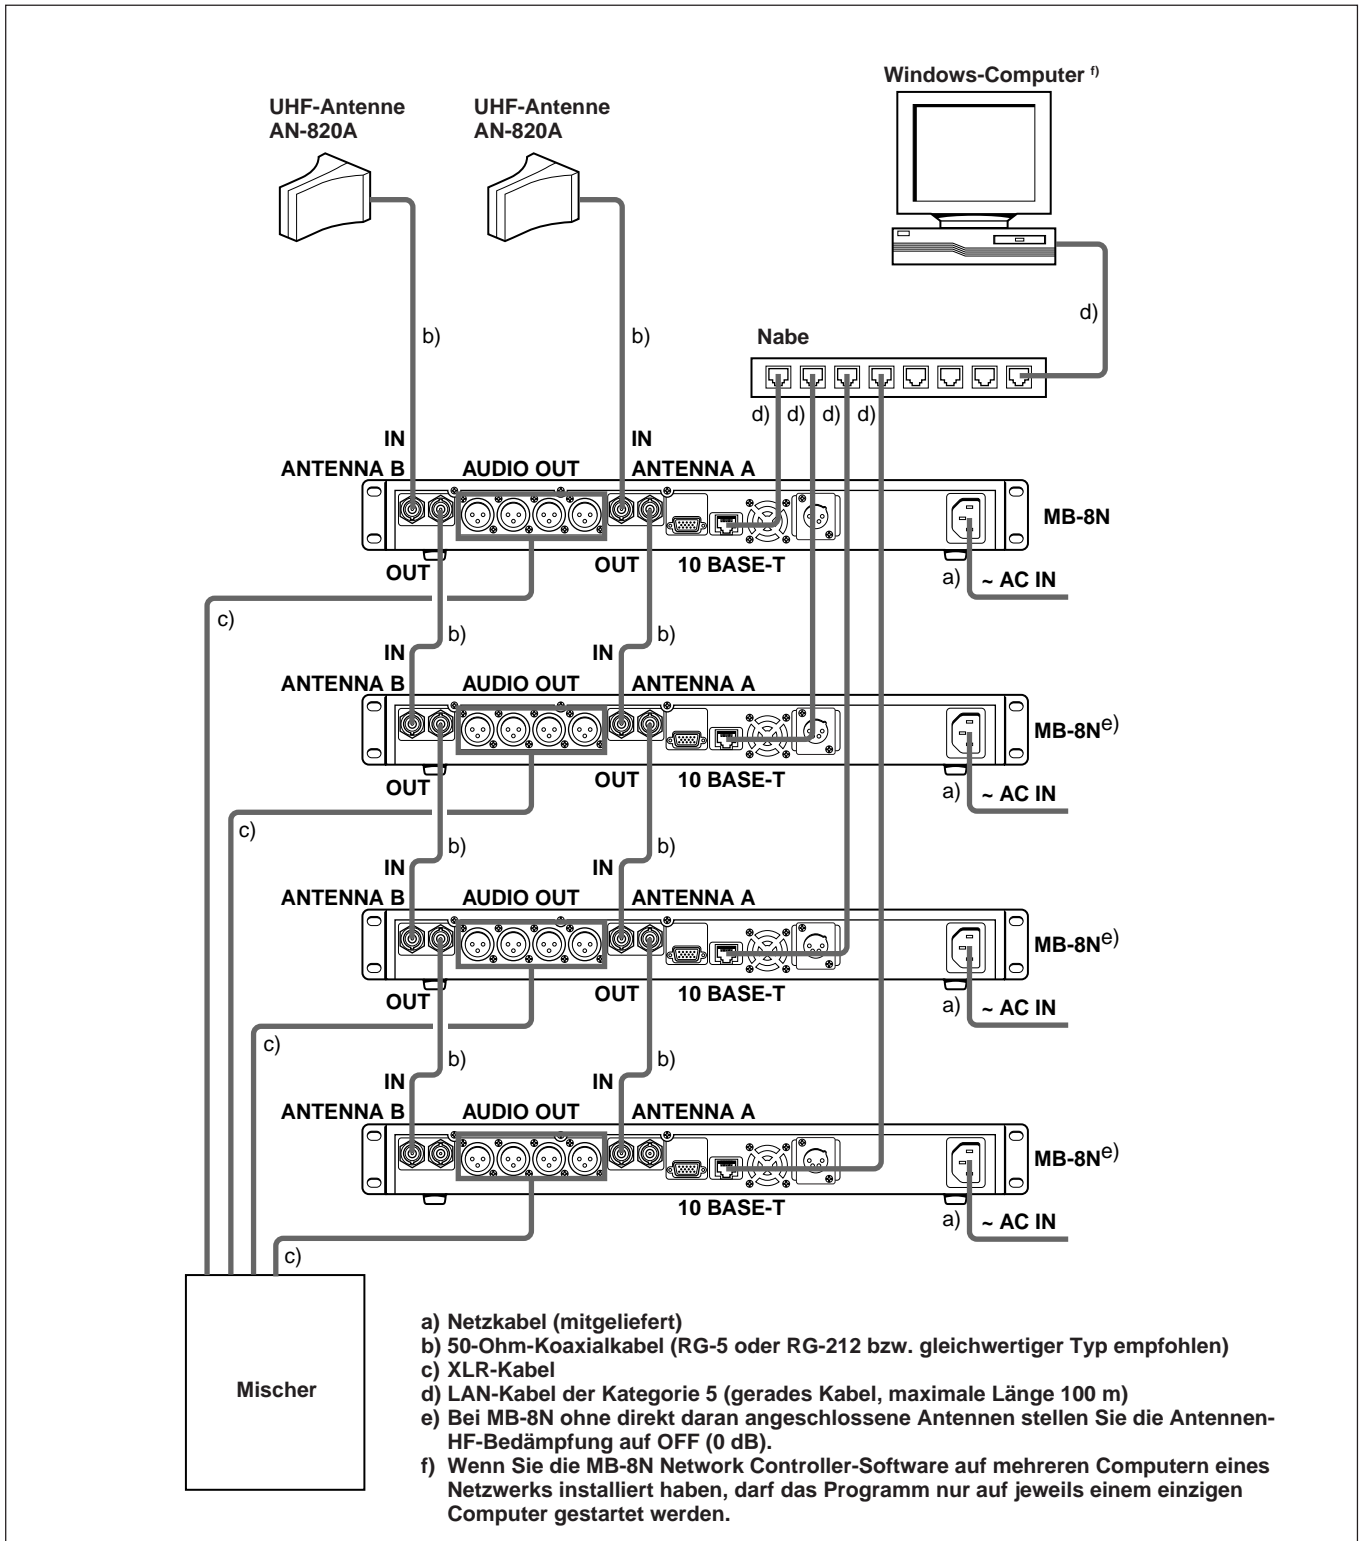 Windows-Computer f)
UHF-Antenne
AN-820A
UHF-Antenne
AN-820A
d)
b)
b)
Nabe
d)
d)
d)
d)
IN
IN
ANTENNA B
AUDIO OUT
ANTENNA A
MB-8N
OUT
OUT
10 BASE-T
a)
~ AC IN
c)
b)
b)
IN
IN
ANTENNA B
AUDIO OUT
ANTENNA A
MB-8Ne)
OUT
OUT
10 BASE-T
a)
~ AC IN
c)
b)
b)
IN
IN
ANTENNA B
AUDIO OUT
ANTENNA A
MB-8Ne)
OUT
OUT
10 BASE-T
a)
~ AC IN
c)
b)
b)
IN
IN
ANTENNA B
AUDIO OUT
ANTENNA A
MB-8Ne)
10 BASE-T
a)
~ AC IN
c)
Mischer
a) Netzkabel (mitgeliefert)
b) 50-Ohm-Koaxialkabel (RG-5 oder RG-212 bzw. gleichwertiger Typ empfohlen)
c) XLR-Kabel
d) LAN-Kabel der Kategorie 5 (gerades Kabel, maximale Länge 100 m)
e) Bei MB-8N ohne direkt daran angeschlossene Antennen stellen Sie die Antennen-
HF-Bedämpfung auf OFF (0 dB).
f) Wenn Sie die MB-8N Network Controller-Software auf mehreren Computern eines
Netzwerks installiert haben, darf das Programm nur auf jeweils einem einzigen
Computer gestartet werden.